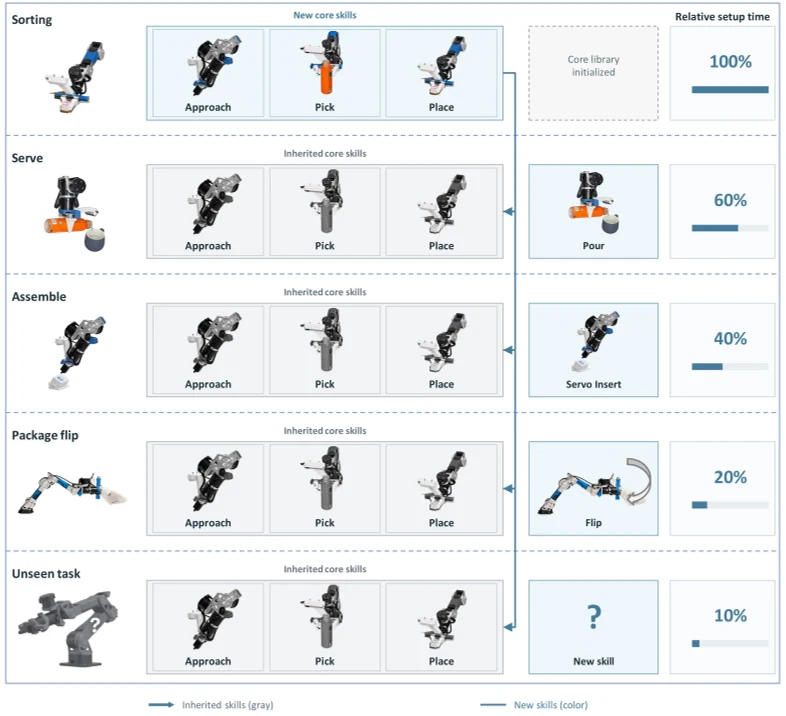 Sorting
New core skills
Relative setup time
Approach
Pick
Place
Core library
initialized
100%
Serve
Inherited core skills
Approach
Pick
Place
Pour
60%
Assemble
Inherited core skills
Approach
Pick
Place
Servo Insert
40%
Package flip
Inherited core skills
Approach
Pick
Place
Flip
20%
Unseen task
Inherited core skills
?
Approach
Pick
Place
?
New skill
10%
Inherited skills (gray)
New skills (color)